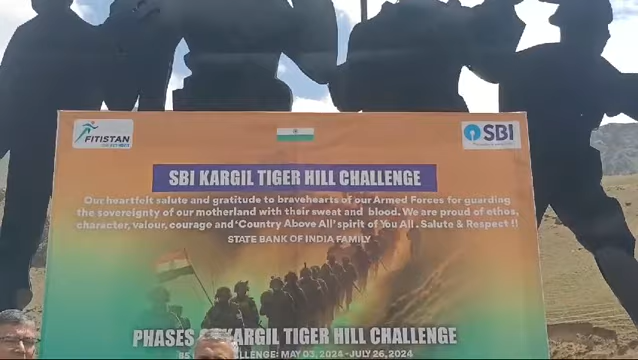 FITISTAN
SBI
SBI KARGIL TIGER HILL CHALLENGE
Our heartfelt salute and gratitude to bravehearts of our Armed Forces for guarding
the sovereignty of our motherland with their sweat and blood. We are proud of ethos,
character, valour, courage and 'Country Above All' spirit of You All. Salute & Respect !!
STATE BANK OF INDIA FAMILY
PHASES KARGIL TIGER HILL CHALLENGE
85 CHALLENGE: MAY 03, 2024 -JULY 26, 2024